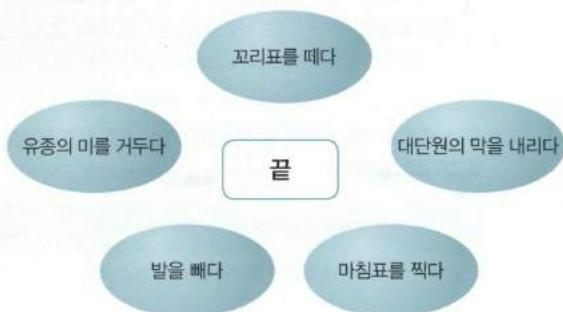 꼬리표를 떼다
유종의 미를 거두다
대단원의 막을 내리다
끝
발을 빼다
마침표를 찍다